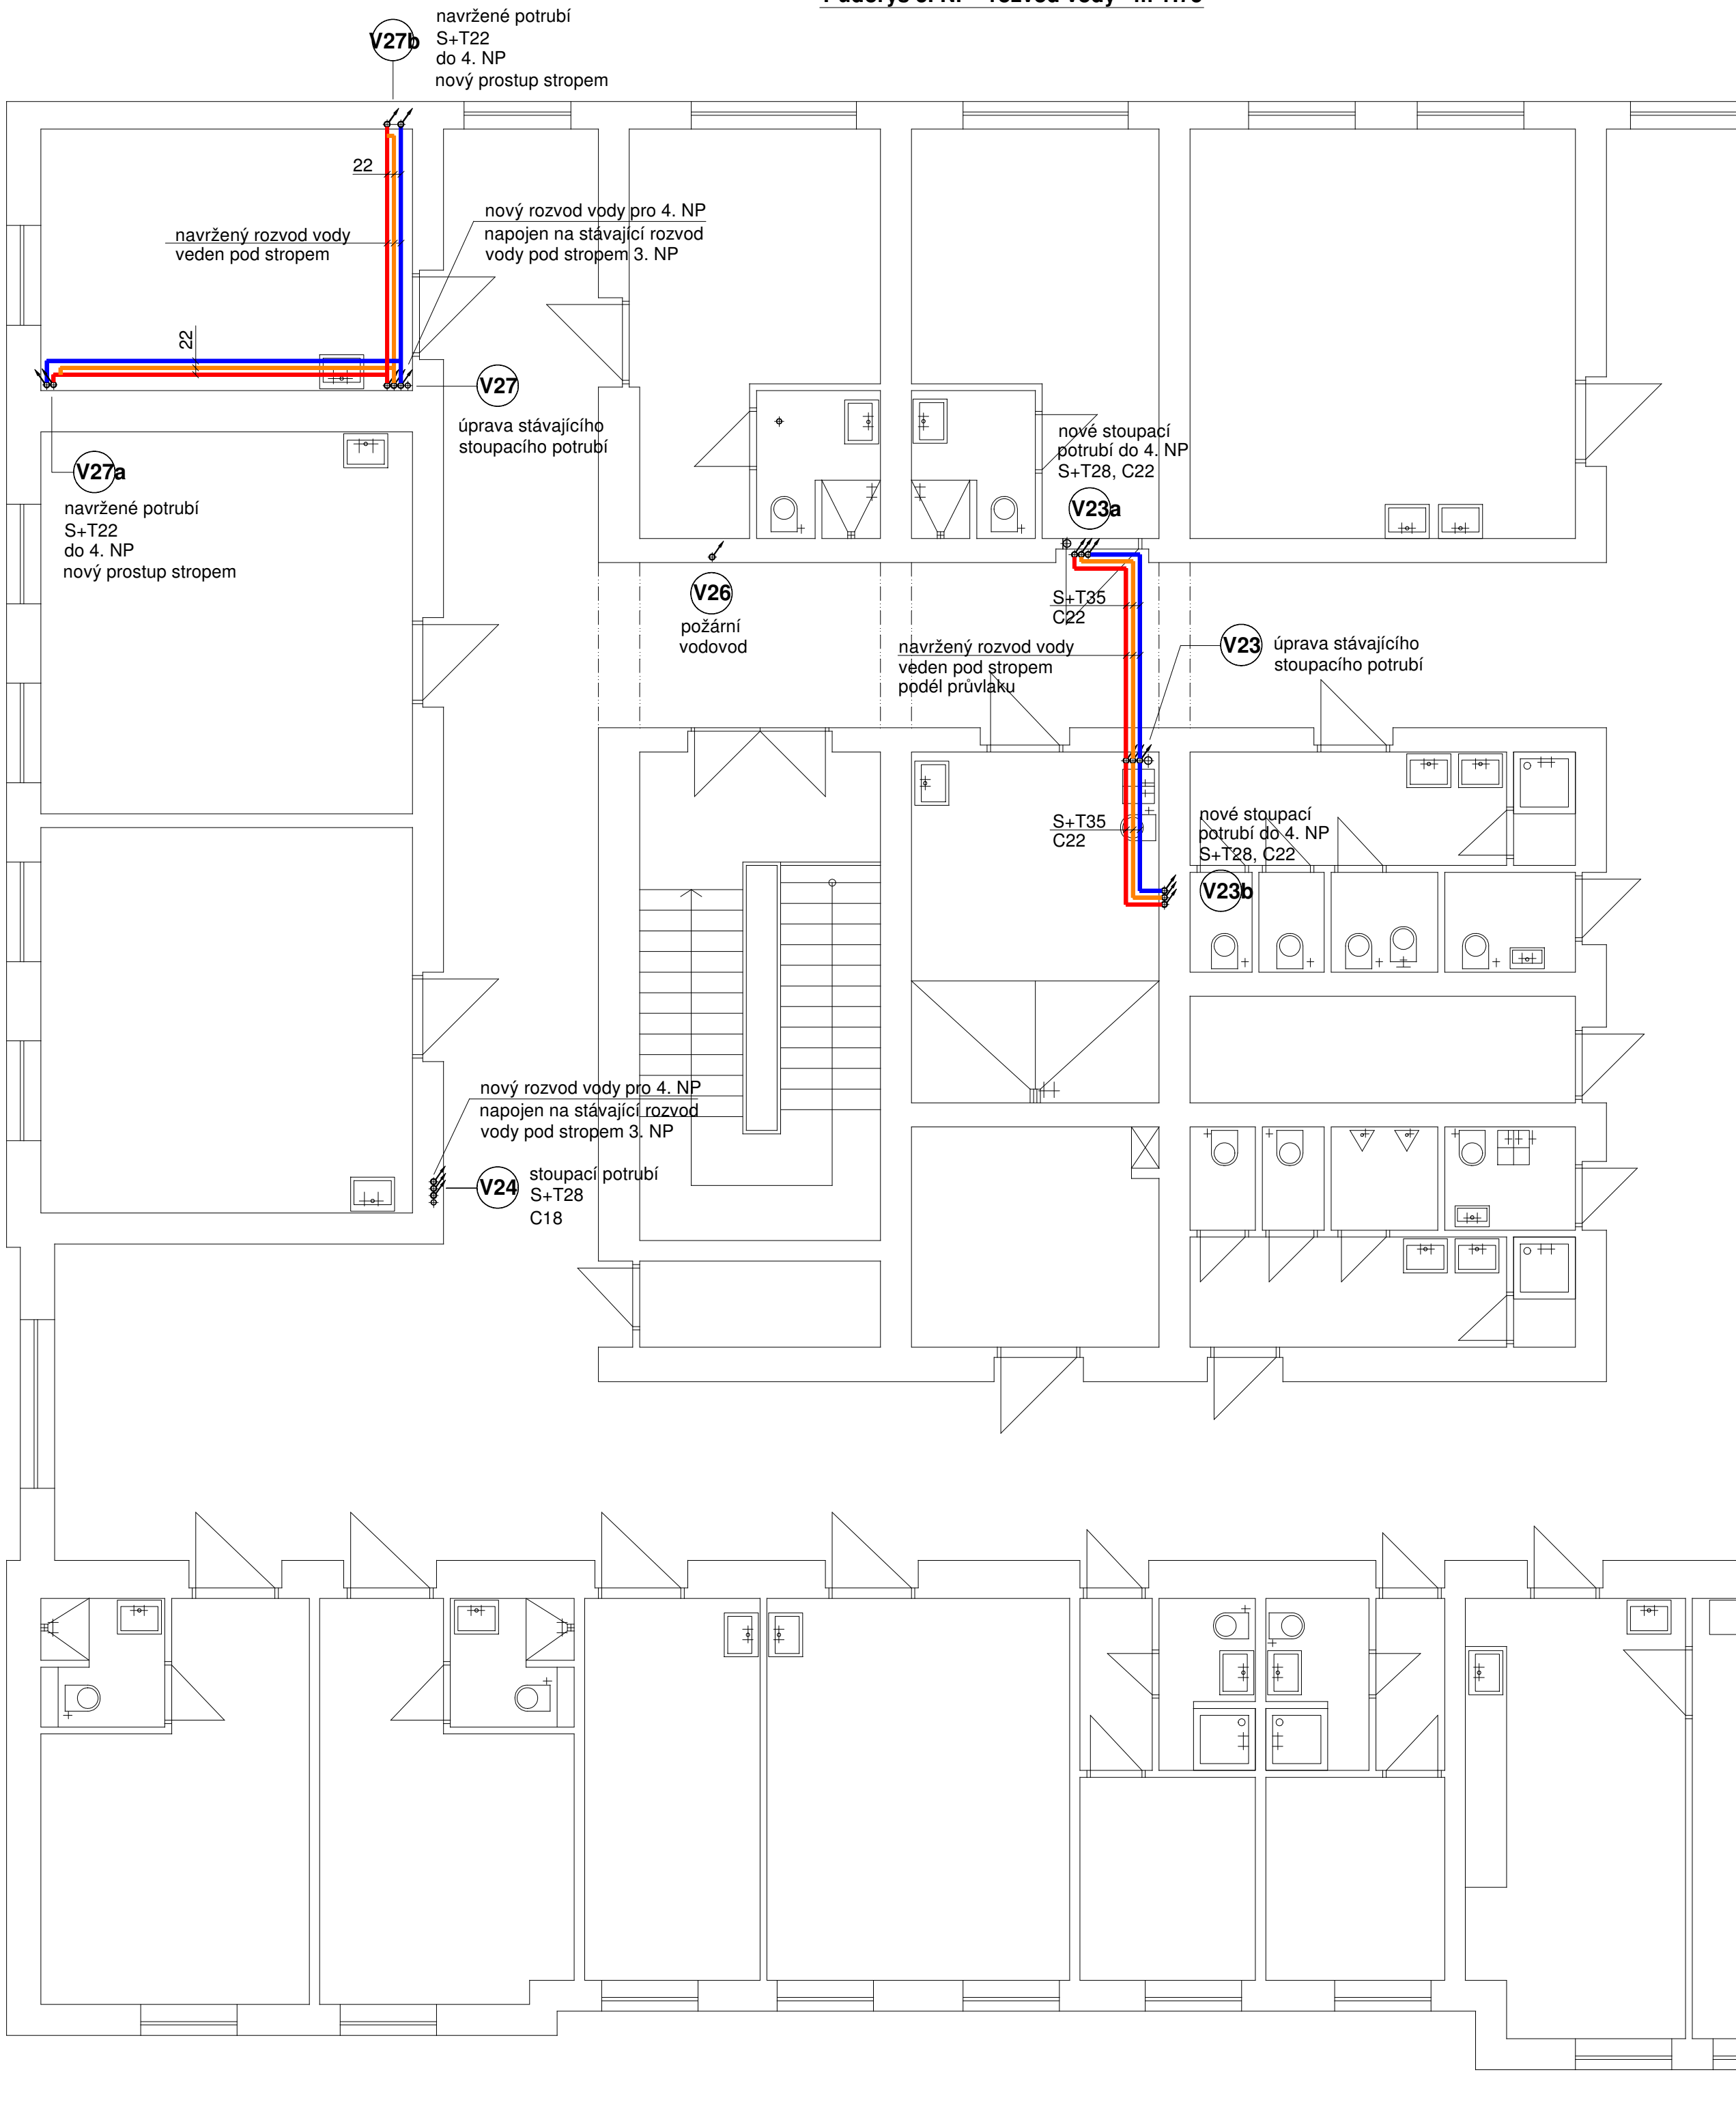 V27b
navržené potrubí
S+T22
do 4. NP
nový prostup stropem
22
navržený rozvod vody
veden pod stropem
nový rozvod vody pro 4. NP
napojen na stávající rozvod
vody pod stropem 3. NP
22
V27
úprava stávajícího
stoupacího potrubí
V27a
navržené potrubí
S+T22
do 4. NP
nový prostup stropem
nové stoupací
potrubí do 4. NP
S+T28, C22
V23a
V26
požární
vodovod
S+T35
C22
navržený rozvod vody
veden pod stropem
podél průvlaku
V23
úprava stávajícího
stoupacího potrubí
S+T35
C22
nové stoupací
potrubí do 4. NP
S+T28, C22
V23b
nový rozvod vody pro 4. NP
napojen na stávající rozvod
vody pod stropem 3. NP
V24
stoupací potrubí
S+T28
C18